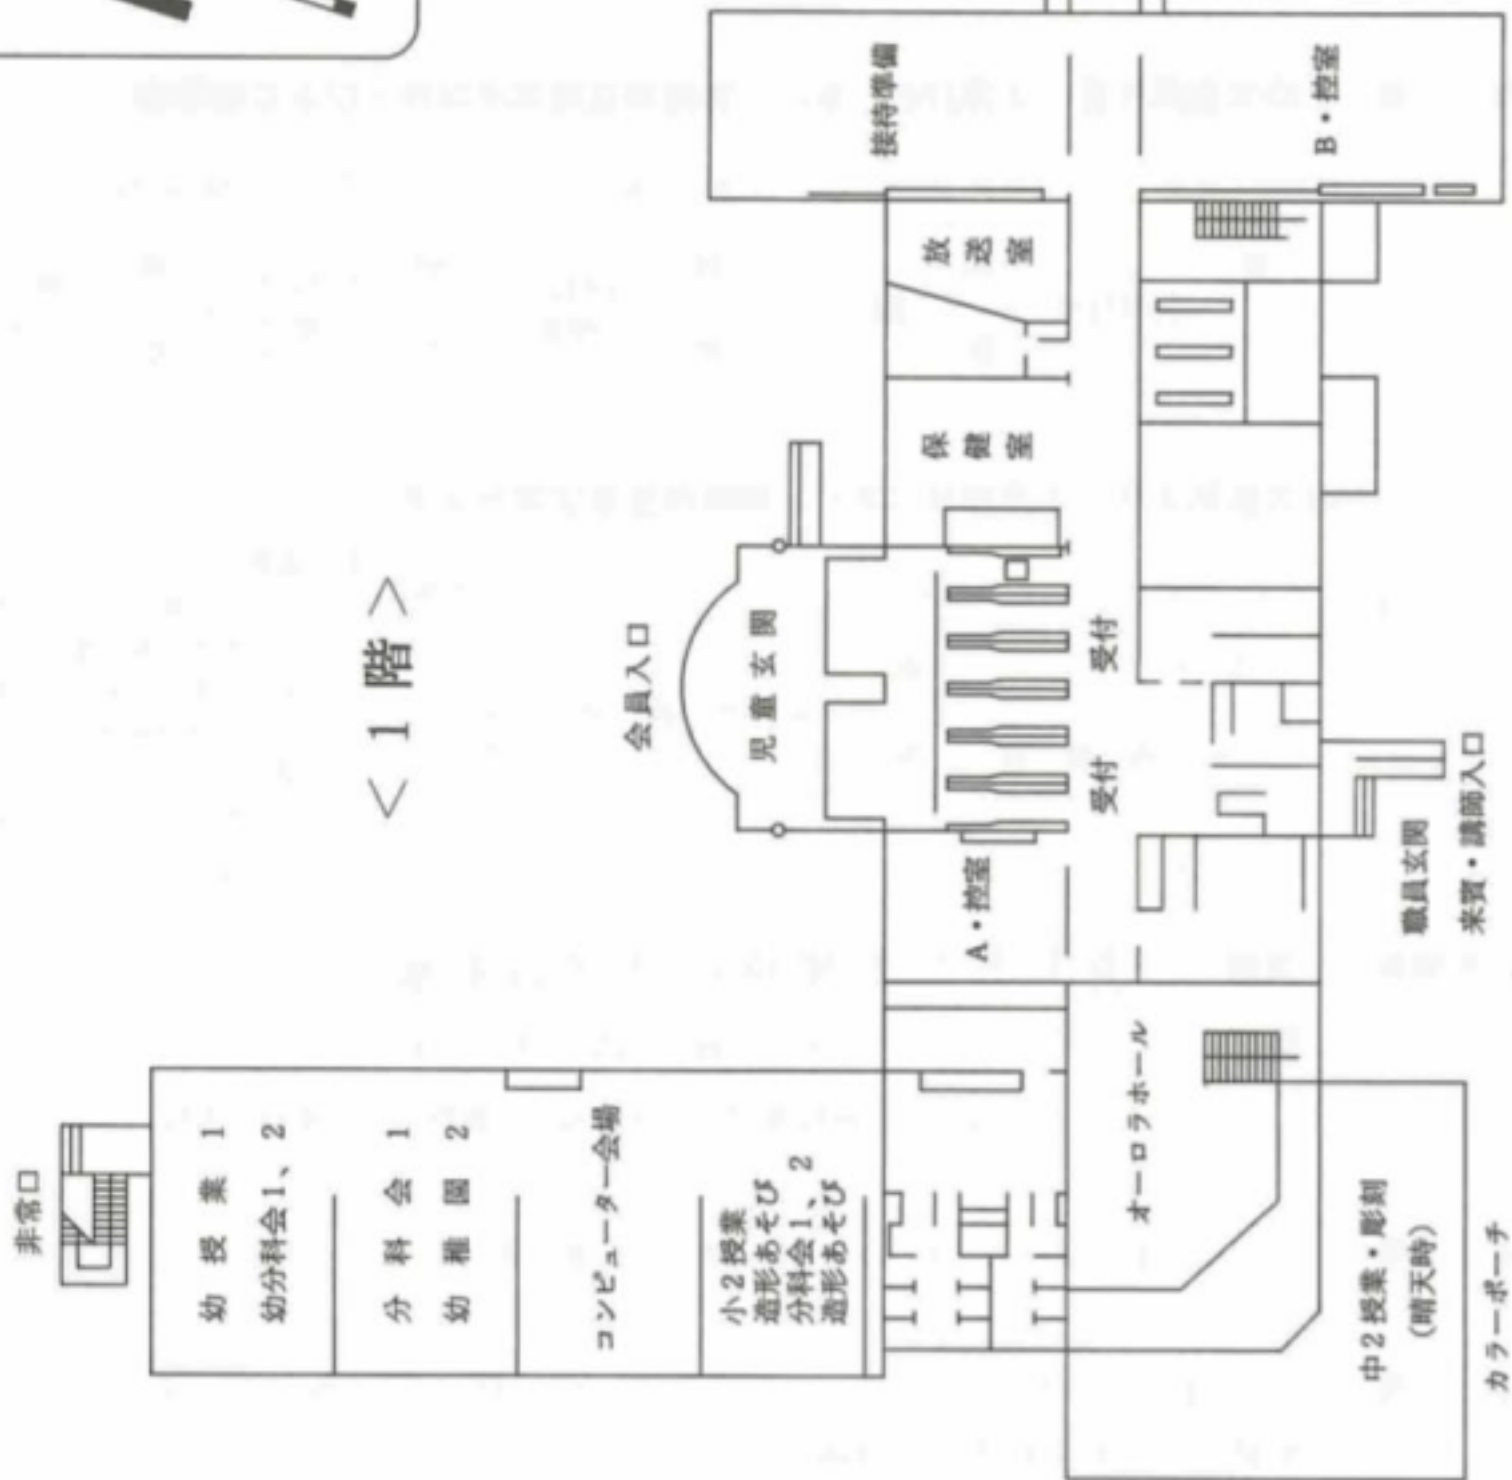 非常口
幼授業1
幼分科会1、2
分科会1
幼稚園2
コンピューター会場
小2授業
造形あそび
分科会1、2
造形あそび
<1階>
会員入口
児童玄関
接待準備
放送室
保健室
A・控室
受付
受付
オーロラホール
B・控室
中2授業・彫刻
(晴天時)
カラーポーチ
職員玄関
来賓・講師入口